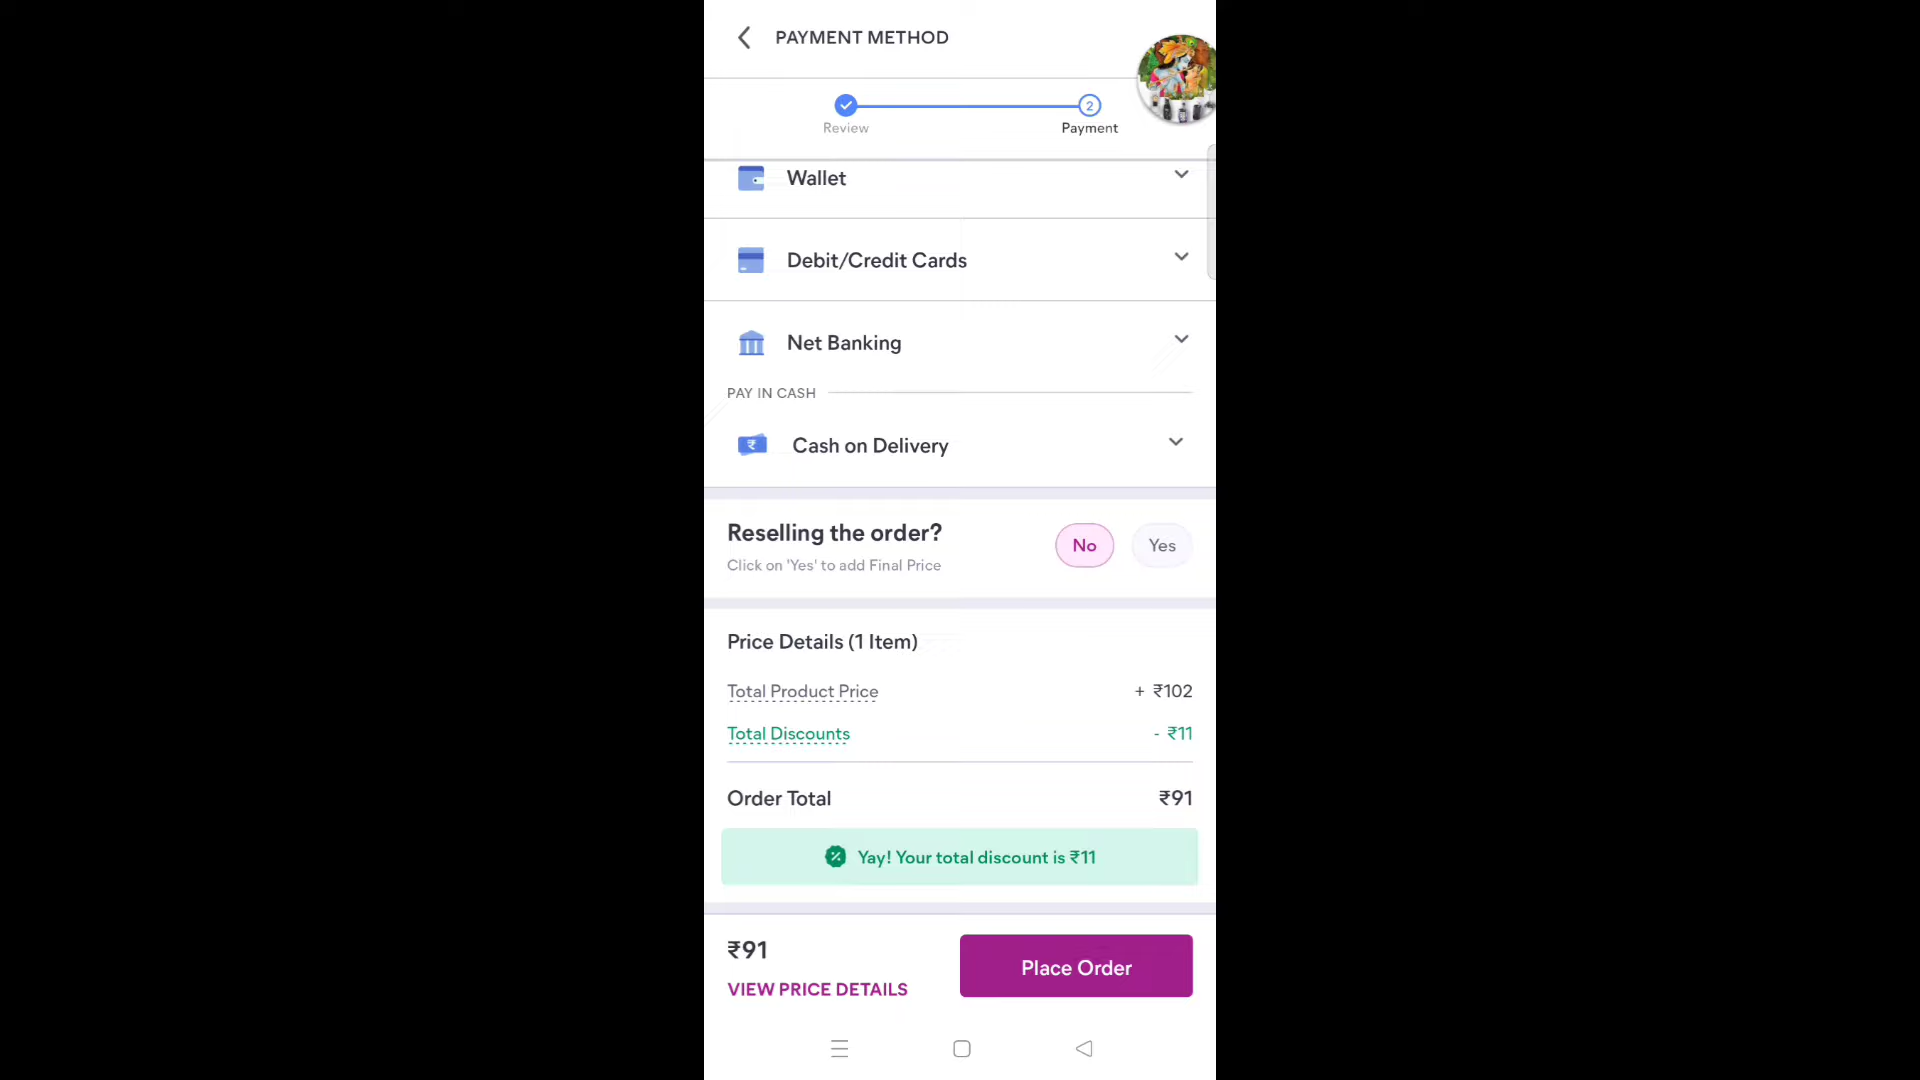 PAYMENT METHOD
2
Review
Payment
Wallet
Debit/Credit Cards
Net Banking
PAY IN CASH
₹
Cash on Delivery
Reselling the order?
No
Yes
Click on 'Yes' to add Final Price
Price Details (1 Item)
Total Product Price + ₹102
Total Discounts - ₹11
Order Total ₹91
Yay! Your total discount is ₹11
₹91
Place Order
VIEW PRICE DETAILS